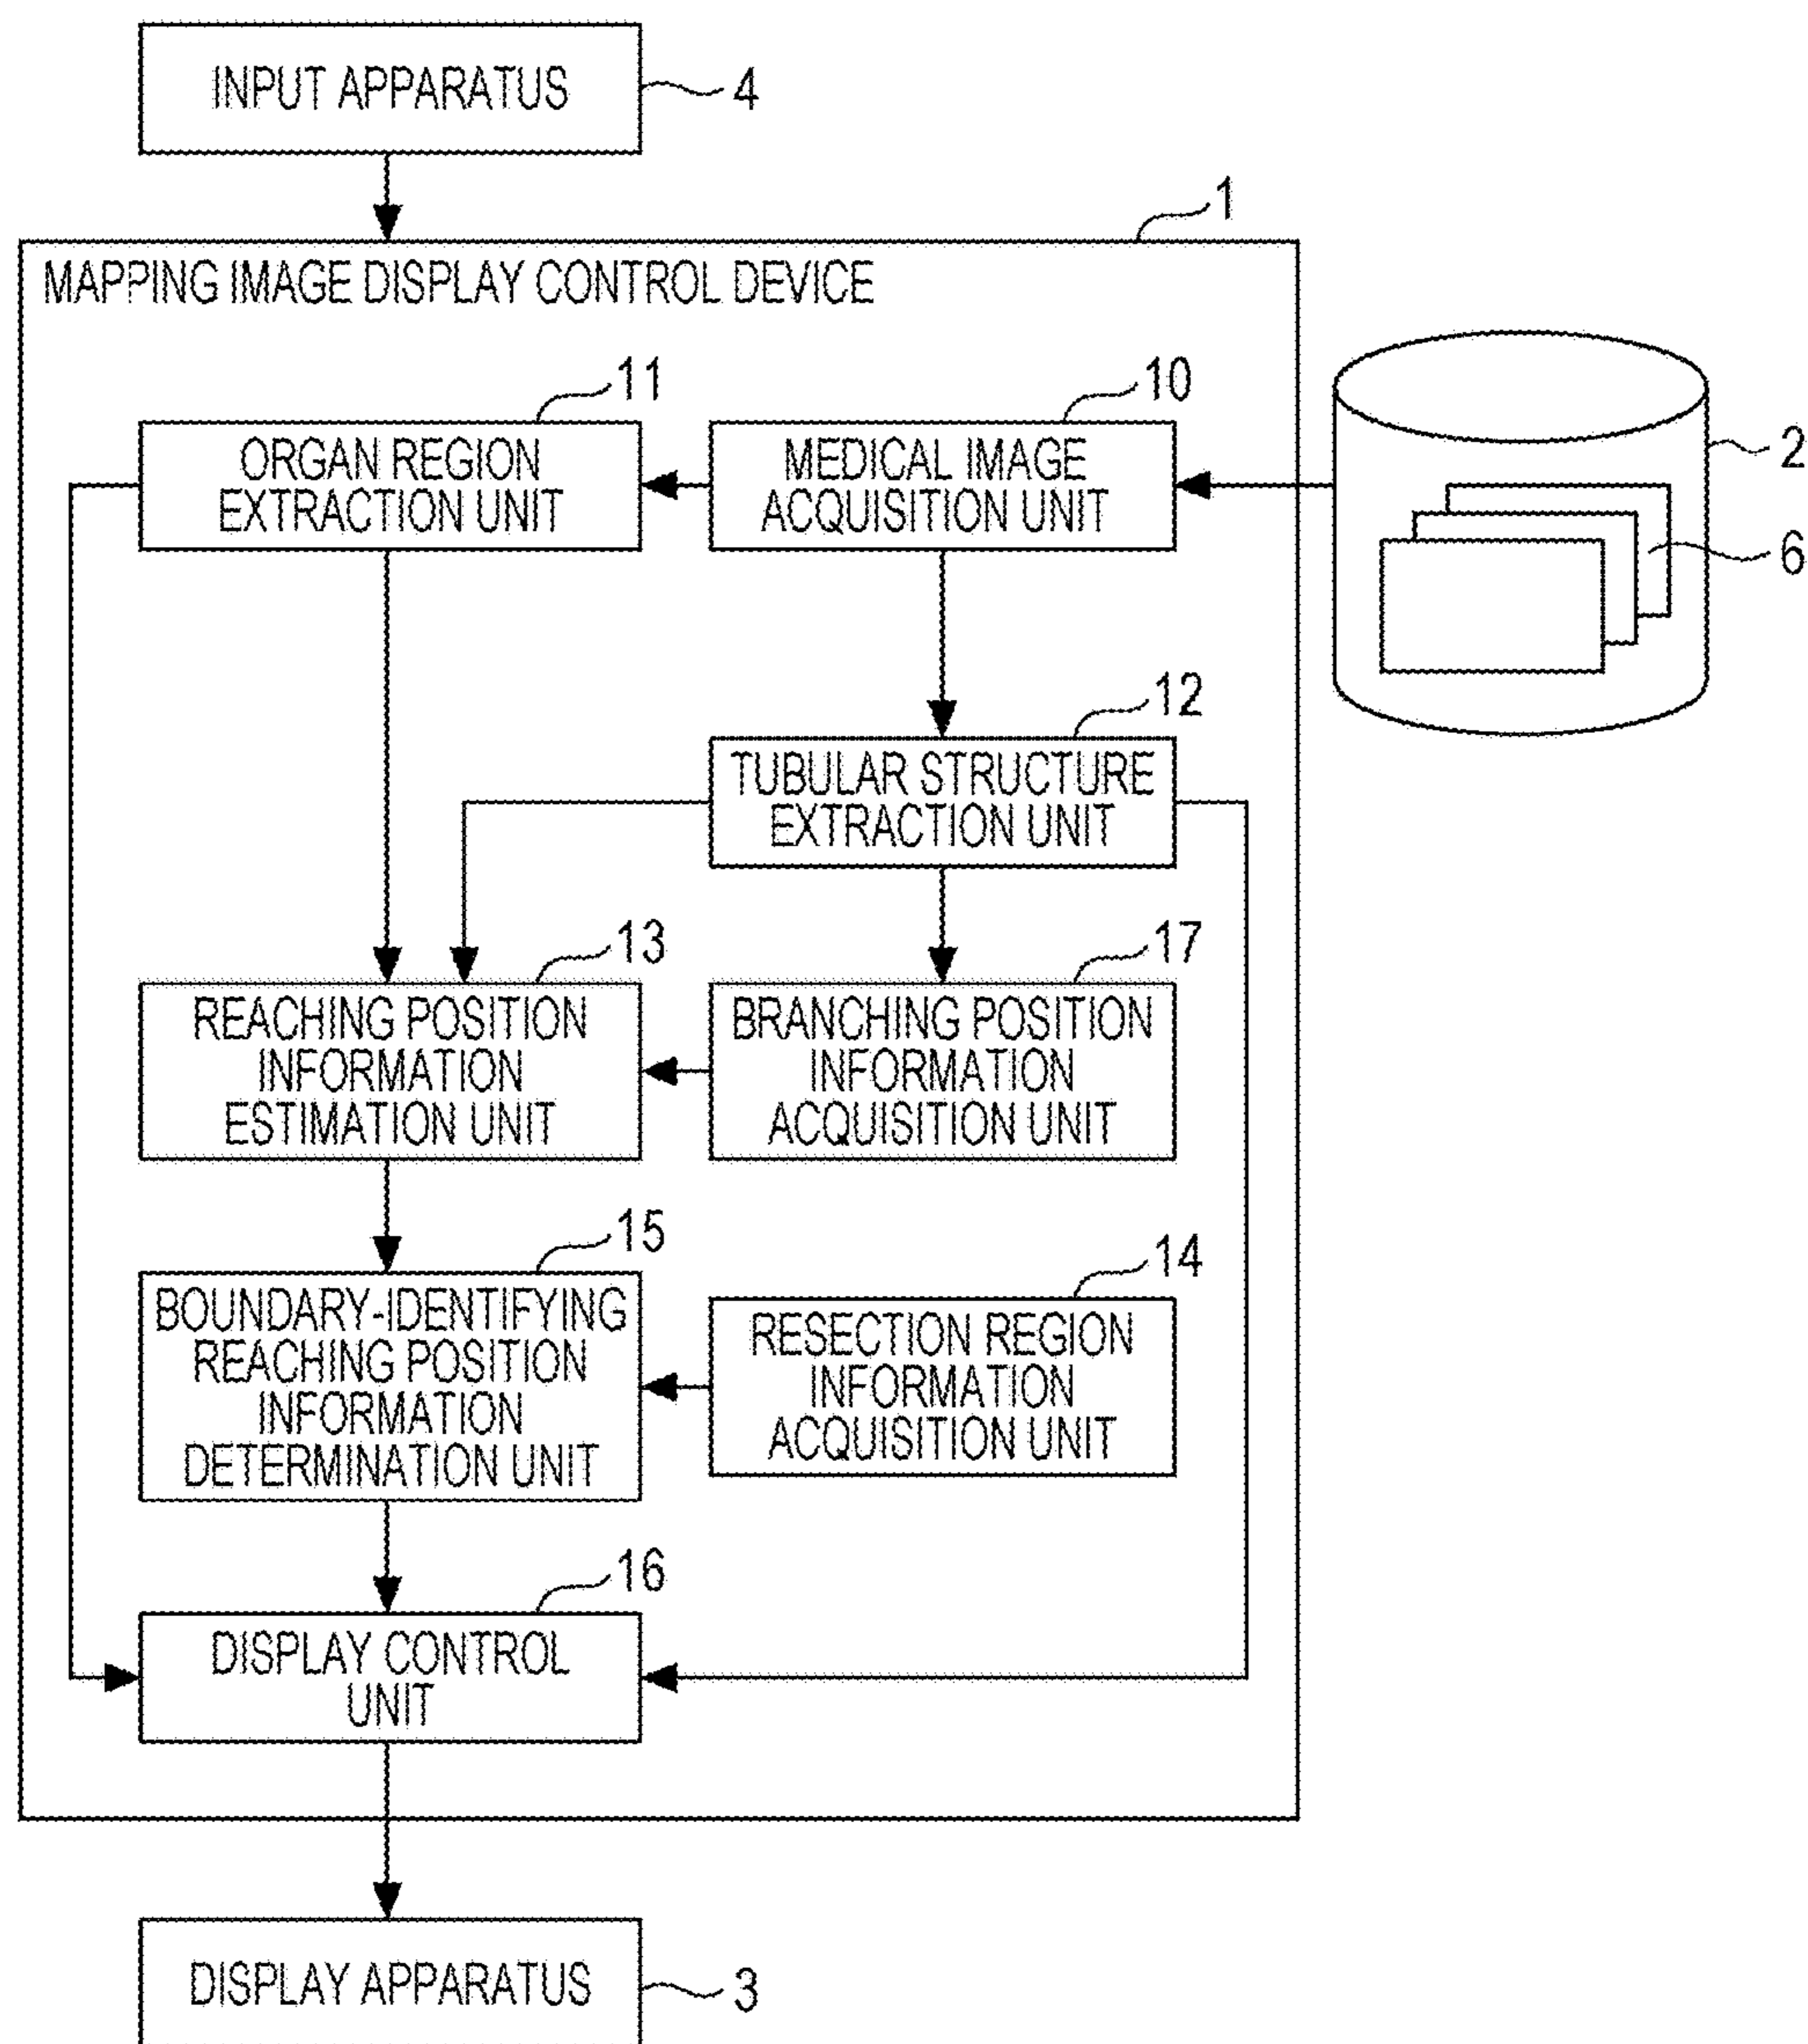 INPUT APPARATUS
4
1
MAPPING IMAGE DISPLAY CONTROL DEVICE
11
10
ORGAN REGION
EXTRACTION UNIT
MEDICAL IMAGE
ACQUISITION UNIT
2
6
12
TUBULAR STRUCTURE
EXTRACTION UNIT
13
17
REACHING POSITION
INFORMATION
ESTIMATION UNIT
BRANCHING POSITION
INFORMATION
ACQUISITION UNIT
15
14
BOUNDARY-IDENTIFYING
REACHING POSITION
INFORMATION
DETERMINATION UNIT
RESECTION REGION
INFORMATION
ACQUISITION UNIT
16
DISPLAY CONTROL
UNIT
DISPLAY APPARATUS
3